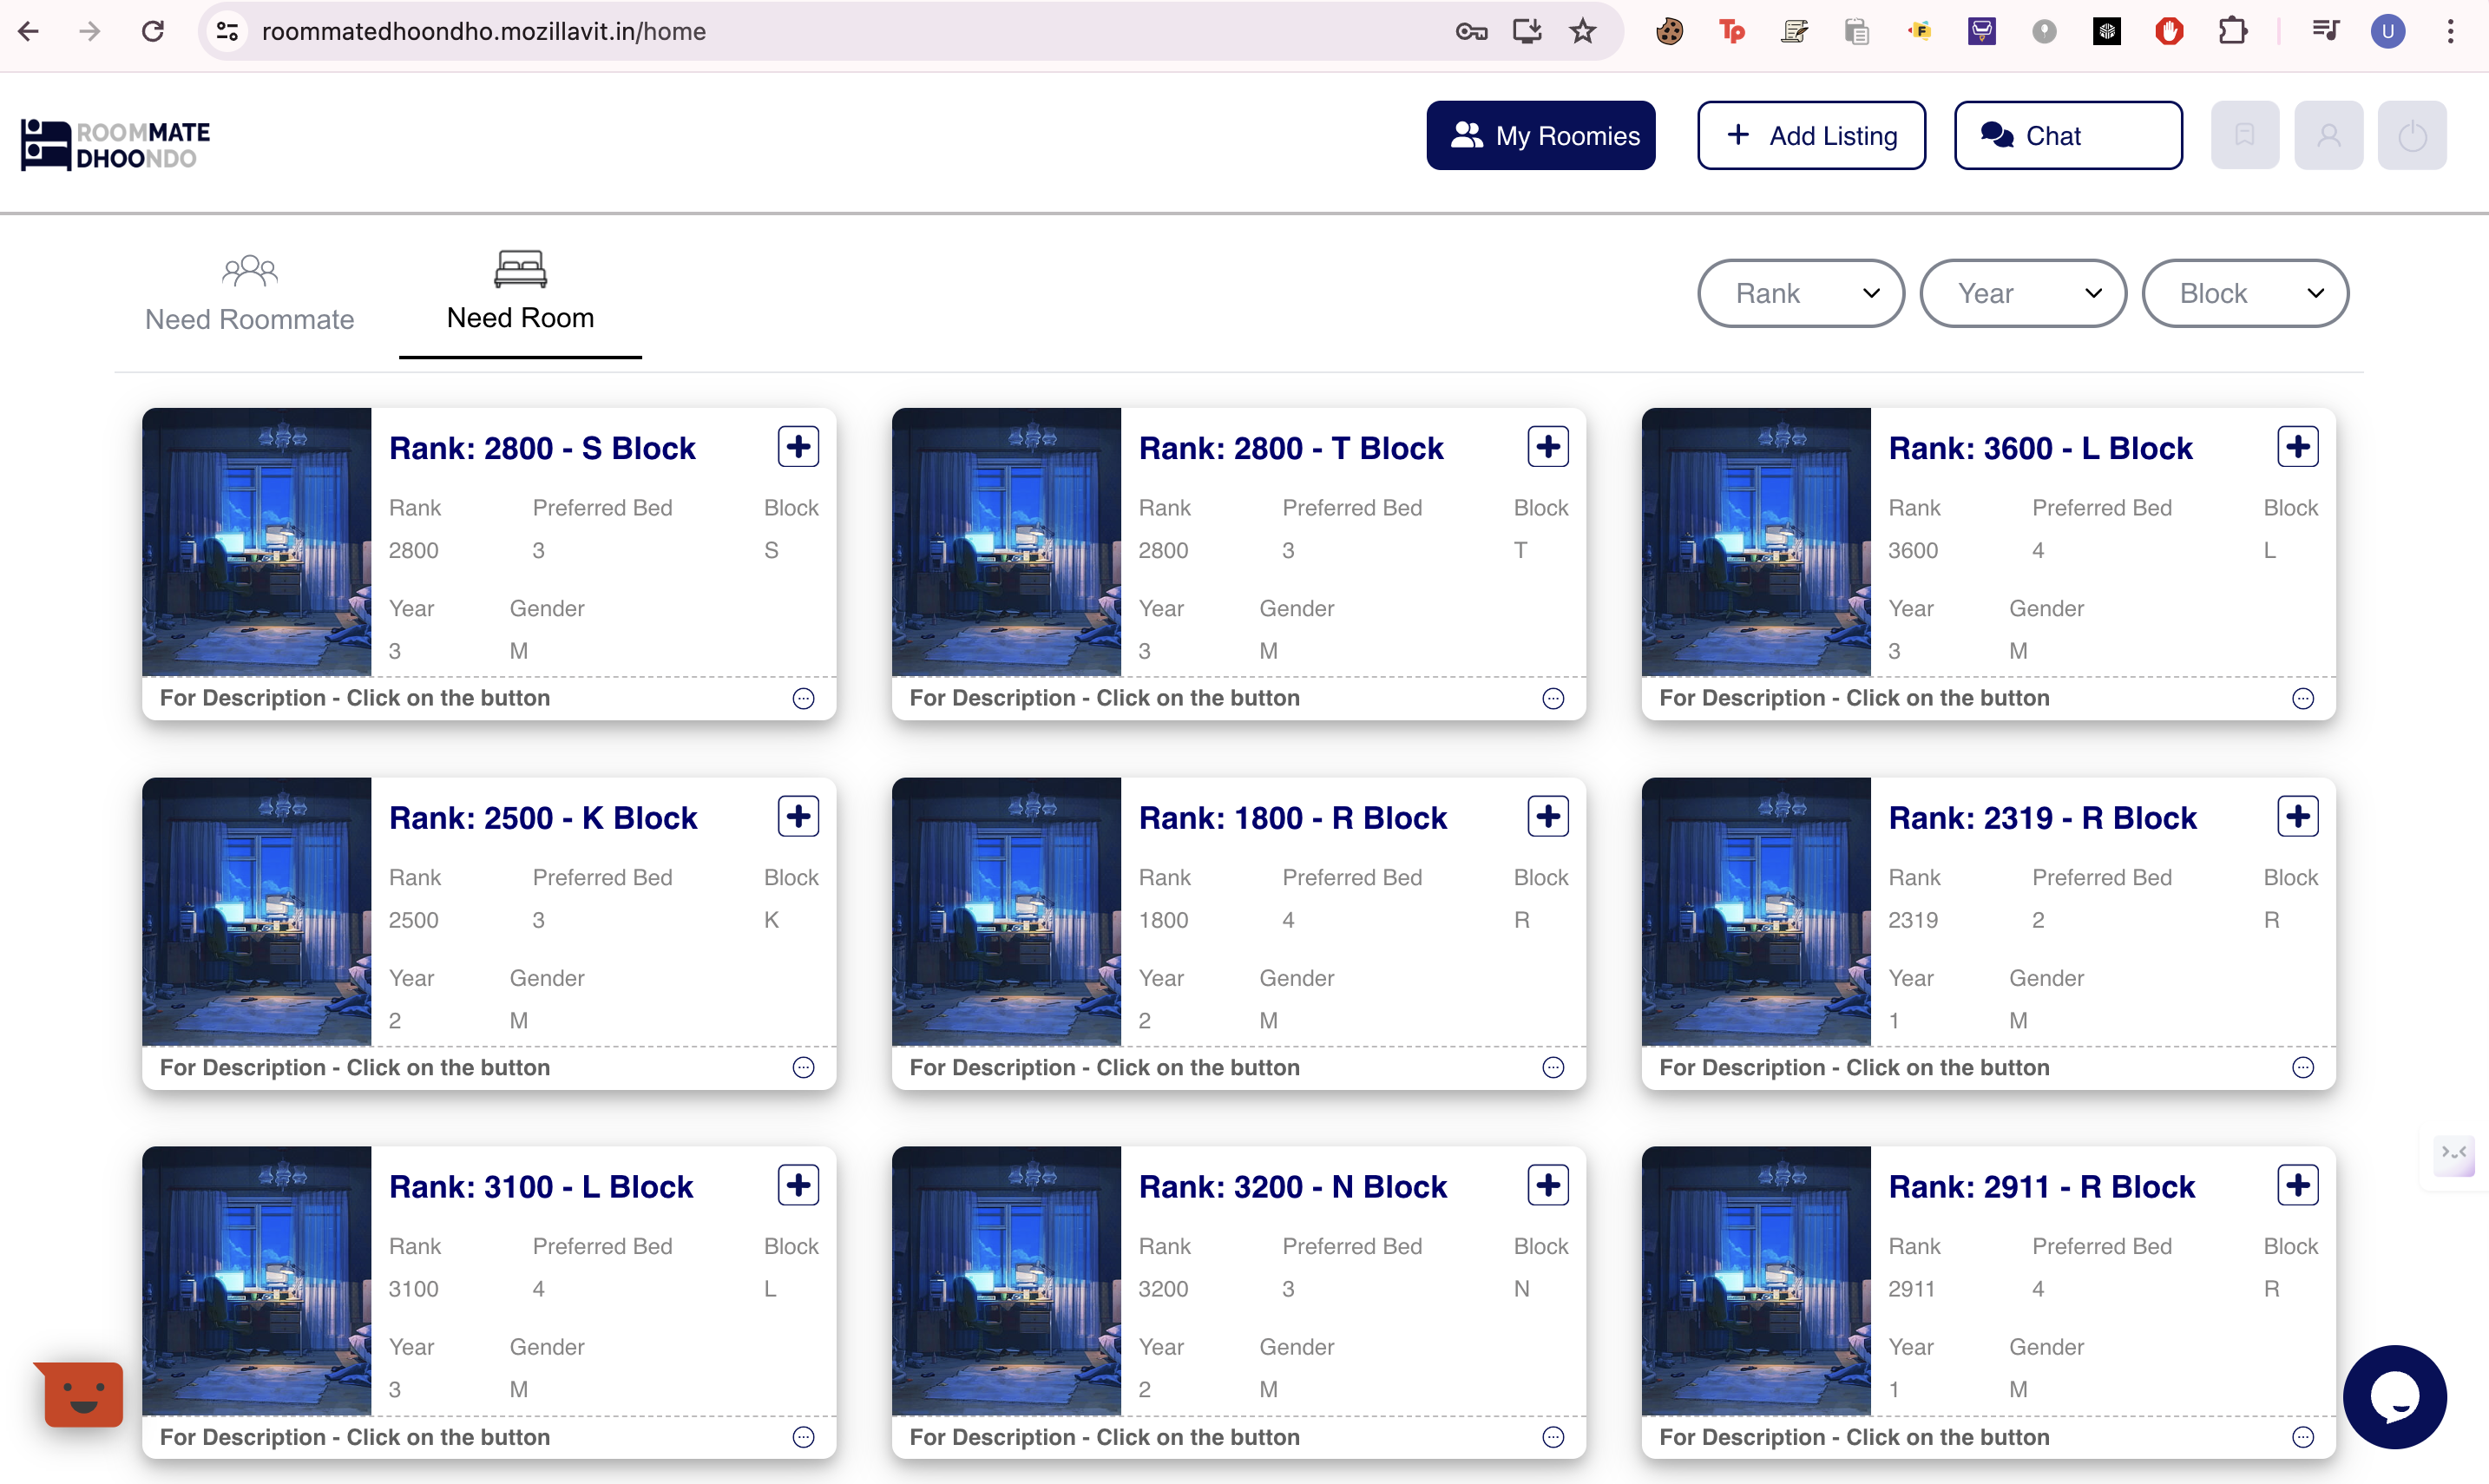 roommatedhoondho.mozillavit.in/home
Tp
F
U
ROOMMATE
DHOONDO
My Roomies
+ Add Listing
Chat
Need Roommate
Need Room
Rank
Year
Block
Rank: 2800 - S Block
Rank Preferred Bed Block
2800 3 S
Year Gender
3 M
For Description - Click on the button
Rank: 2800 - T Block
Rank Preferred Bed Block
2800 3 T
Year Gender
3 M
For Description - Click on the button
Rank: 3600 - L Block
Rank Preferred Bed Block
3600 4 L
Year Gender
3 M
For Description - Click on the button
Rank: 2500 - K Block
Rank Preferred Bed Block
2500 3 K
Year Gender
2 M
For Description - Click on the button
Rank: 1800 - R Block
Rank Preferred Bed Block
1800 4 R
Year Gender
2 M
For Description - Click on the button
Rank: 2319 - R Block
Rank Preferred Bed Block
2319 2 R
Year Gender
1 M
For Description - Click on the button
Rank: 3100 - L Block
Rank Preferred Bed Block
3100 4 L
Year Gender
3 M
For Description - Click on the button
Rank: 3200 - N Block
Rank Preferred Bed Block
3200 3 N
Year Gender
2 M
For Description - Click on the button
Rank: 2911 - R Block
Rank Preferred Bed Block
2911 4 R
Year Gender
1 M
For Description - Click on the button